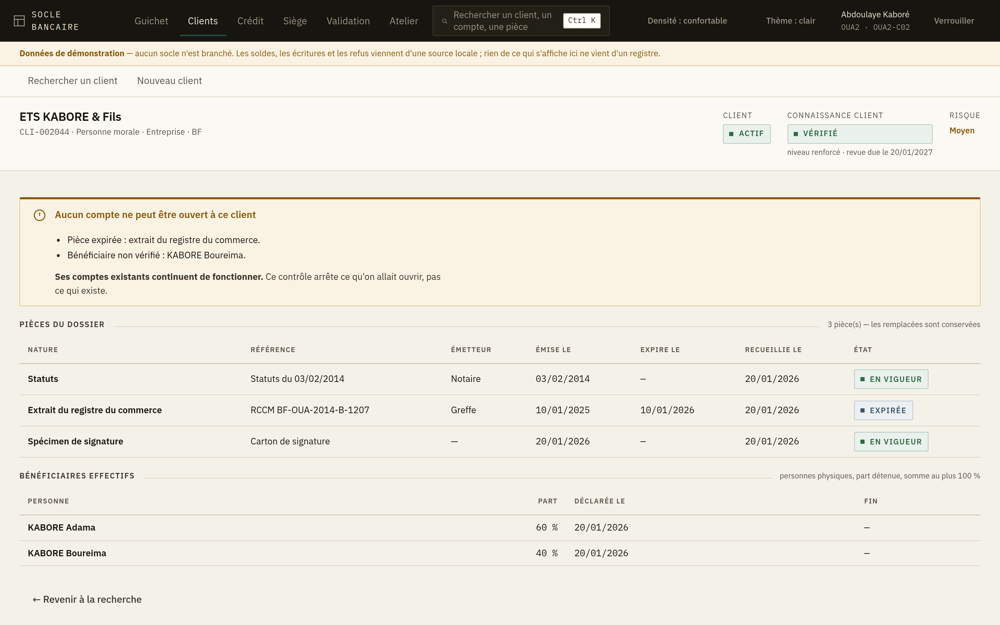 SOCLE
BANCAIRE
Guichet
Clients
Crédit
Siège
Validation
Atelier
Rechercher un client, un
compte, une pièce
Ctrl K
Densité : confortable
Thème : clair
Abdoulaye Kaboré
OUA2 · OUA2-C02
Verrouiller
Données de démonstration — aucun socle n'est branché. Les soldes, les écritures et les refus viennent d'une source locale ; rien de ce qui s'affiche ici ne vient d'un registre.
Rechercher un client
Nouveau client
ETS KABORE & Fils
CLI-002044 · Personne morale · Entreprise · BF
CLIENT
ACTIF
CONNAISSANCE CLIENT
VÉRIFIÉ
niveau renforcé · revue due le 20/01/2027
RISQUE
Moyen
Aucun compte ne peut être ouvert à ce client
• Pièce expirée : extrait du registre du commerce.
• Bénéficiaire non vérifié : KABORE Boureima.
Ses comptes existants continuent de fonctionner. Ce contrôle arrête ce qu'on allait ouvrir, pas
ce qui existe.
PIÈCES DU DOSSIER
3 pièce(s) — les remplacées sont conservées
NATURE RÉFÉRENCE ÉMETTEUR ÉMISE LE EXPIRE LE RECUEILLIE LE ÉTAT
Statuts Statuts du 03/02/2014 Notaire 03/02/2014 — 20/01/2026 EN VIGUEUR
Extrait du registre du commerce RCCM BF-OUA-2014-B-1207 Greffe 10/01/2025 10/01/2026 20/01/2026 EXPIRÉE
Spécimen de signature Carton de signature — 20/01/2026 — 20/01/2026 EN VIGUEUR
BÉNÉFICIAIRES EFFECTIFS
personnes physiques, part détenue, somme au plus 100 %
PERSONNE PART DÉCLARÉE LE FIN
KABORE Adama 60 % 20/01/2026 —
KABORE Boureima 40 % 20/01/2026 —
← Revenir à la recherche